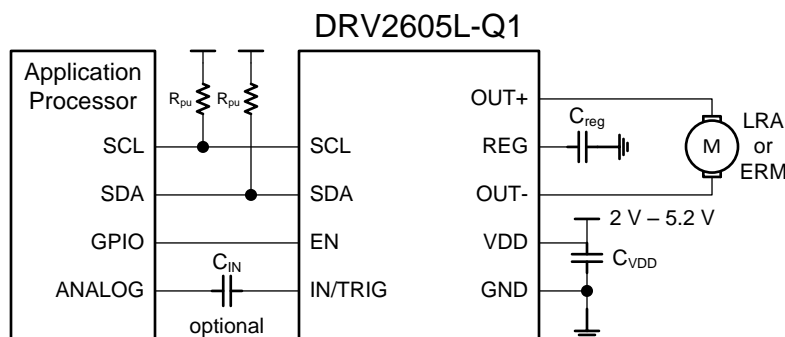 DRV2605L-Q1
Application
Processor
SCL
SDA
GPIO
ANALOG
Rpu
Rpu
CIN
optional
SCL
SDA
EN
IN/TRIG
OUT+
REG
OUT-
VDD
GND
Creg
M
LRA
or
ERM
2 V – 5.2 V
CVDD